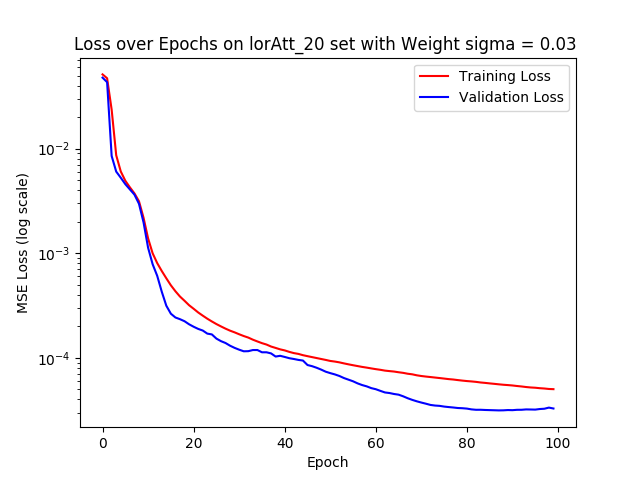 Loss over Epochs on lorAtt_20 set with Weight sigma = 0.03
Training Loss
Validation Loss
MSE Loss (log scale)
10⁻²
10⁻³
10⁻⁴
0 20 40 60 80 100
Epoch